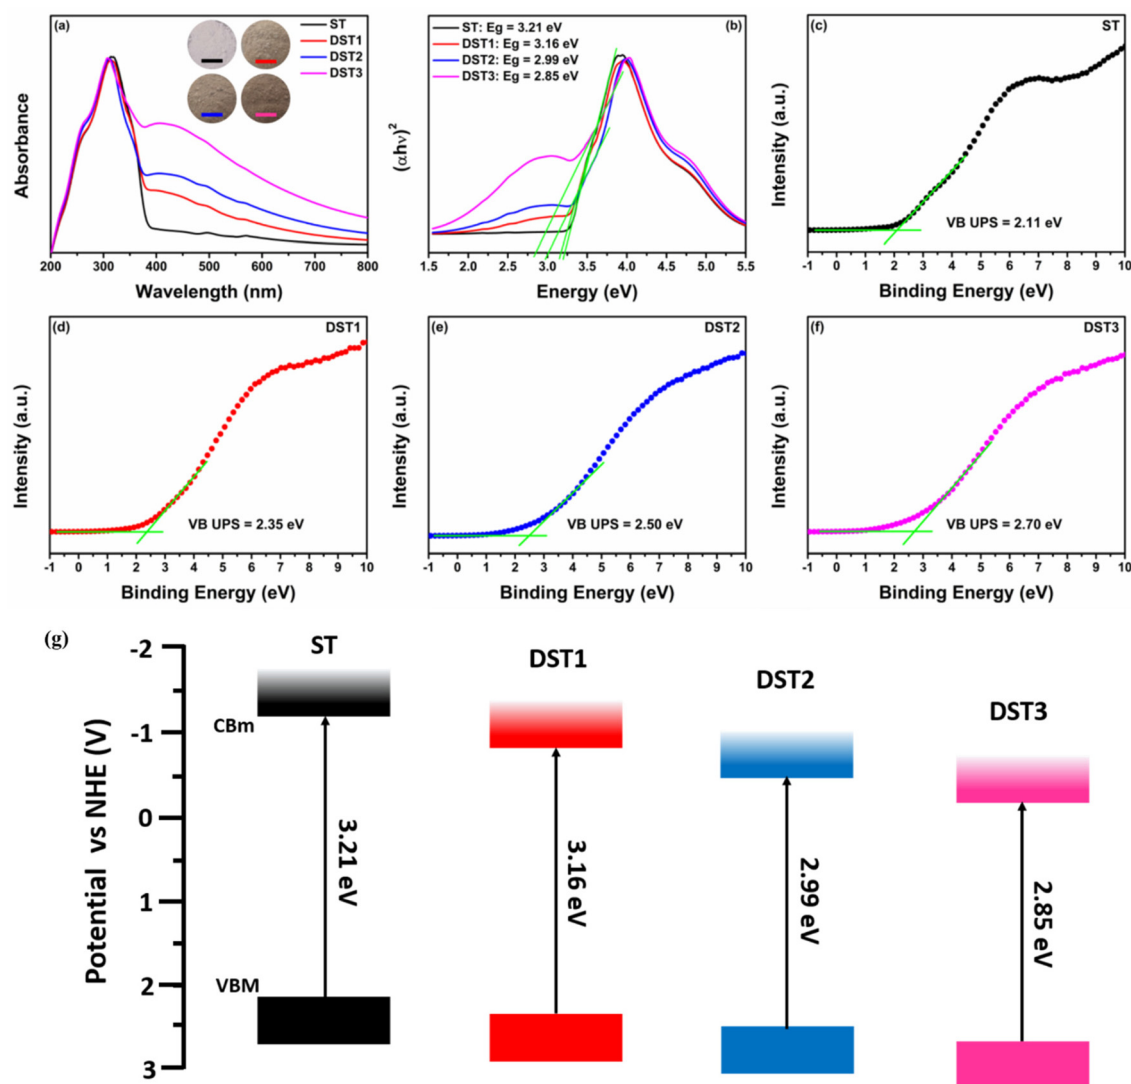 (a)
ST
DST1
DST2
DST3
Absorbance
200 300 400 500 600 700 800
Wavelength (nm)
(b)
ST: Eg = 3.21 eV
DST1: Eg = 3.16 eV
DST2: Eg = 2.99 eV
DST3: Eg = 2.85 eV
(αhν)²
1.5 2.0 2.5 3.0 3.5 4.0 4.5 5.0 5.5
Energy (eV)
(c)
ST
Intensity (a.u.)
VB UPS = 2.11 eV
-1 0 1 2 3 4 5 6 7 8 9 10
Binding Energy (eV)
(d)
DST1
Intensity (a.u.)
VB UPS = 2.35 eV
-1 0 1 2 3 4 5 6 7 8 9 10
Binding Energy (eV)
(e)
DST2
Intensity (a.u.)
VB UPS = 2.50 eV
-1 0 1 2 3 4 5 6 7 8 9 10
Binding Energy (eV)
(f)
DST3
Intensity (a.u.)
VB UPS = 2.70 eV
-1 0 1 2 3 4 5 6 7 8 9 10
Binding Energy (eV)
(g)
Potential vs NHE (V)
-2
-1
0
1
2
3
CBm
VBM
ST
3.21 eV
DST1
3.16 eV
DST2
2.99 eV
DST3
2.85 eV